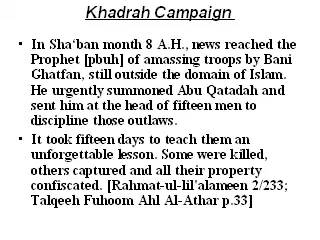 Khadrah Campaign
• In Sha‘ban month 8 A.H., news reached the
Prophet [pbuh] of amassing troops by Bani
Ghatfan, still outside the domain of Islam.
He urgently summoned Abu Qatadah and
sent him at the head of fifteen men to
discipline those outlaws.
• It took fifteen days to teach them an
unforgettable lesson. Some were killed,
others captured and all their property
confiscated. [Rahmat-ul-lil'alameen 2/233;
Talqeeh Fuhoom Ahl Al-Athar p.33]